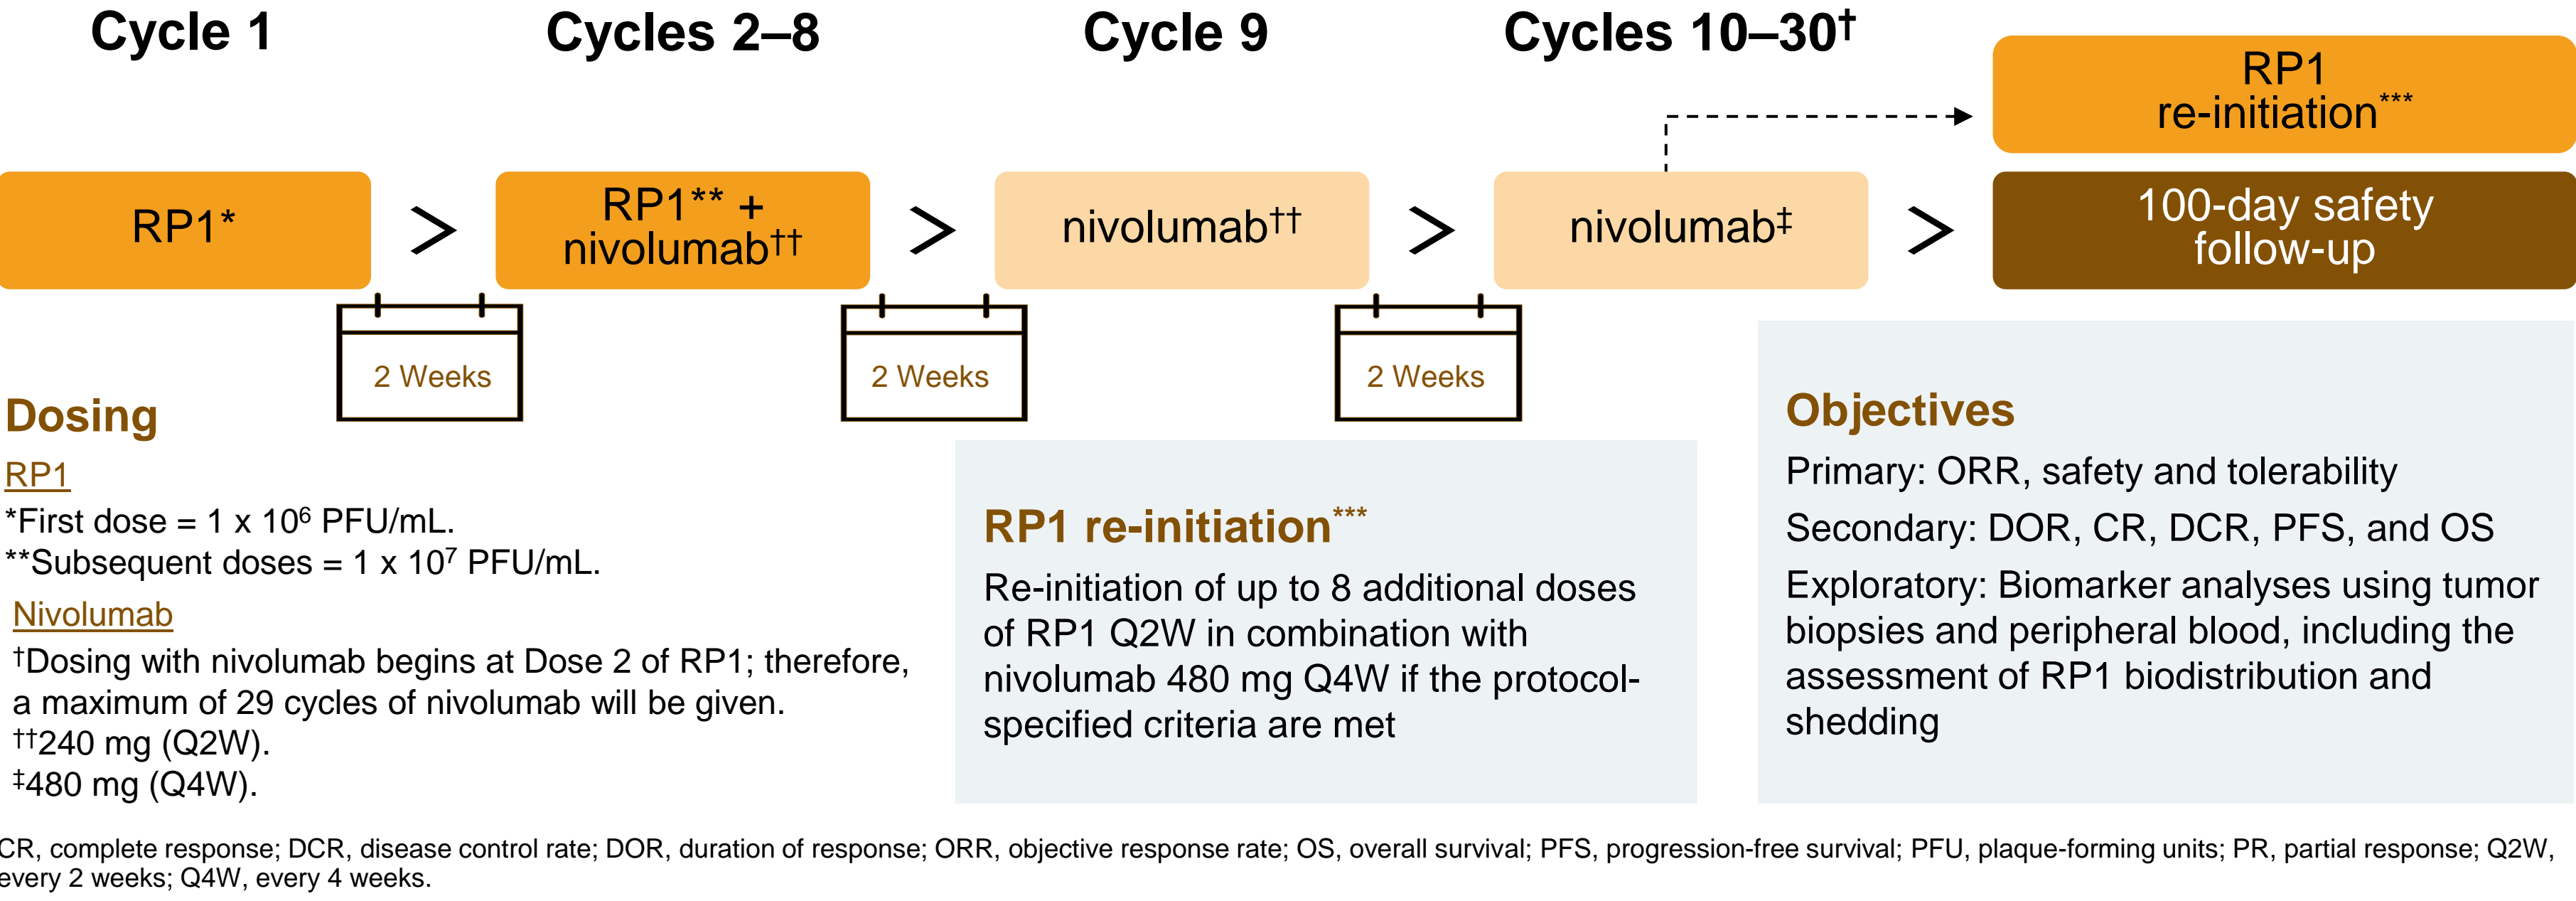 Cycle 1
Cycles 2–8
Cycle 9
Cycles 10–30†
RP1
re-initiation***
RP1*
>
RP1** +
nivolumab††
>
nivolumab††
>
nivolumab‡
>
100-day safety
follow-up
2 Weeks
2 Weeks
2 Weeks
Dosing
RP1
*First dose = 1 x 10⁶ PFU/mL.
**Subsequent doses = 1 x 10⁷ PFU/mL.
Nivolumab
†Dosing with nivolumab begins at Dose 2 of RP1; therefore,
a maximum of 29 cycles of nivolumab will be given.
††240 mg (Q2W).
‡480 mg (Q4W).
RP1 re-initiation***
Re-initiation of up to 8 additional doses
of RP1 Q2W in combination with
nivolumab 480 mg Q4W if the protocol-
specified criteria are met
Objectives
Primary: ORR, safety and tolerability
Secondary: DOR, CR, DCR, PFS, and OS
Exploratory: Biomarker analyses using tumor
biopsies and peripheral blood, including the
assessment of RP1 biodistribution and
shedding
CR, complete response; DCR, disease control rate; DOR, duration of response; ORR, objective response rate; OS, overall survival; PFS, progression-free survival; PFU, plaque-forming units; PR, partial response; Q2W,
every 2 weeks; Q4W, every 4 weeks.